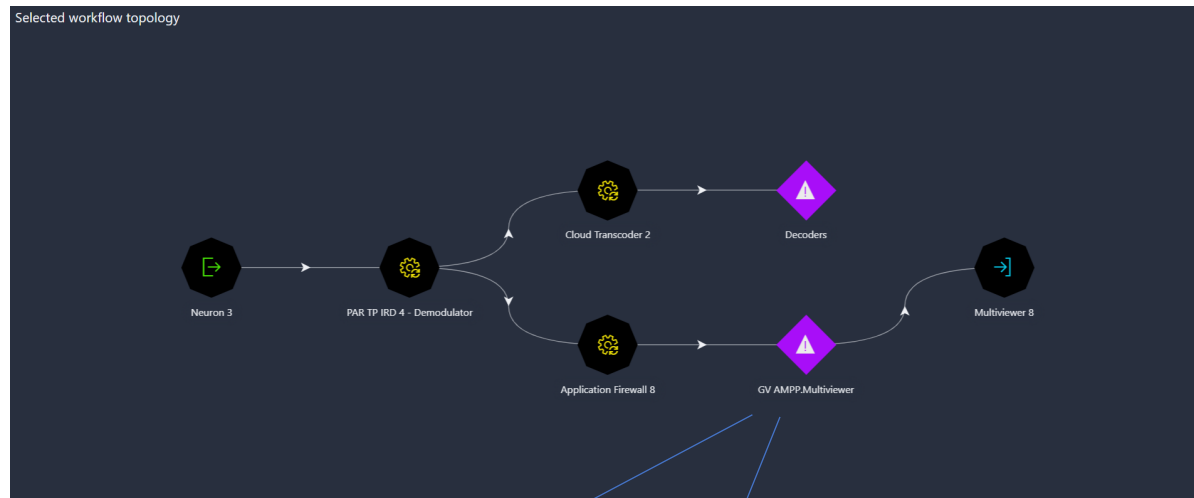 Selected workflow topology
Cloud Transcoder 2
Decoders
Neuron 3
PAR TP IRD 4 - Demodulator
Multiviewer 8
Application Firewall 8
GV AMPP.Multiviewer